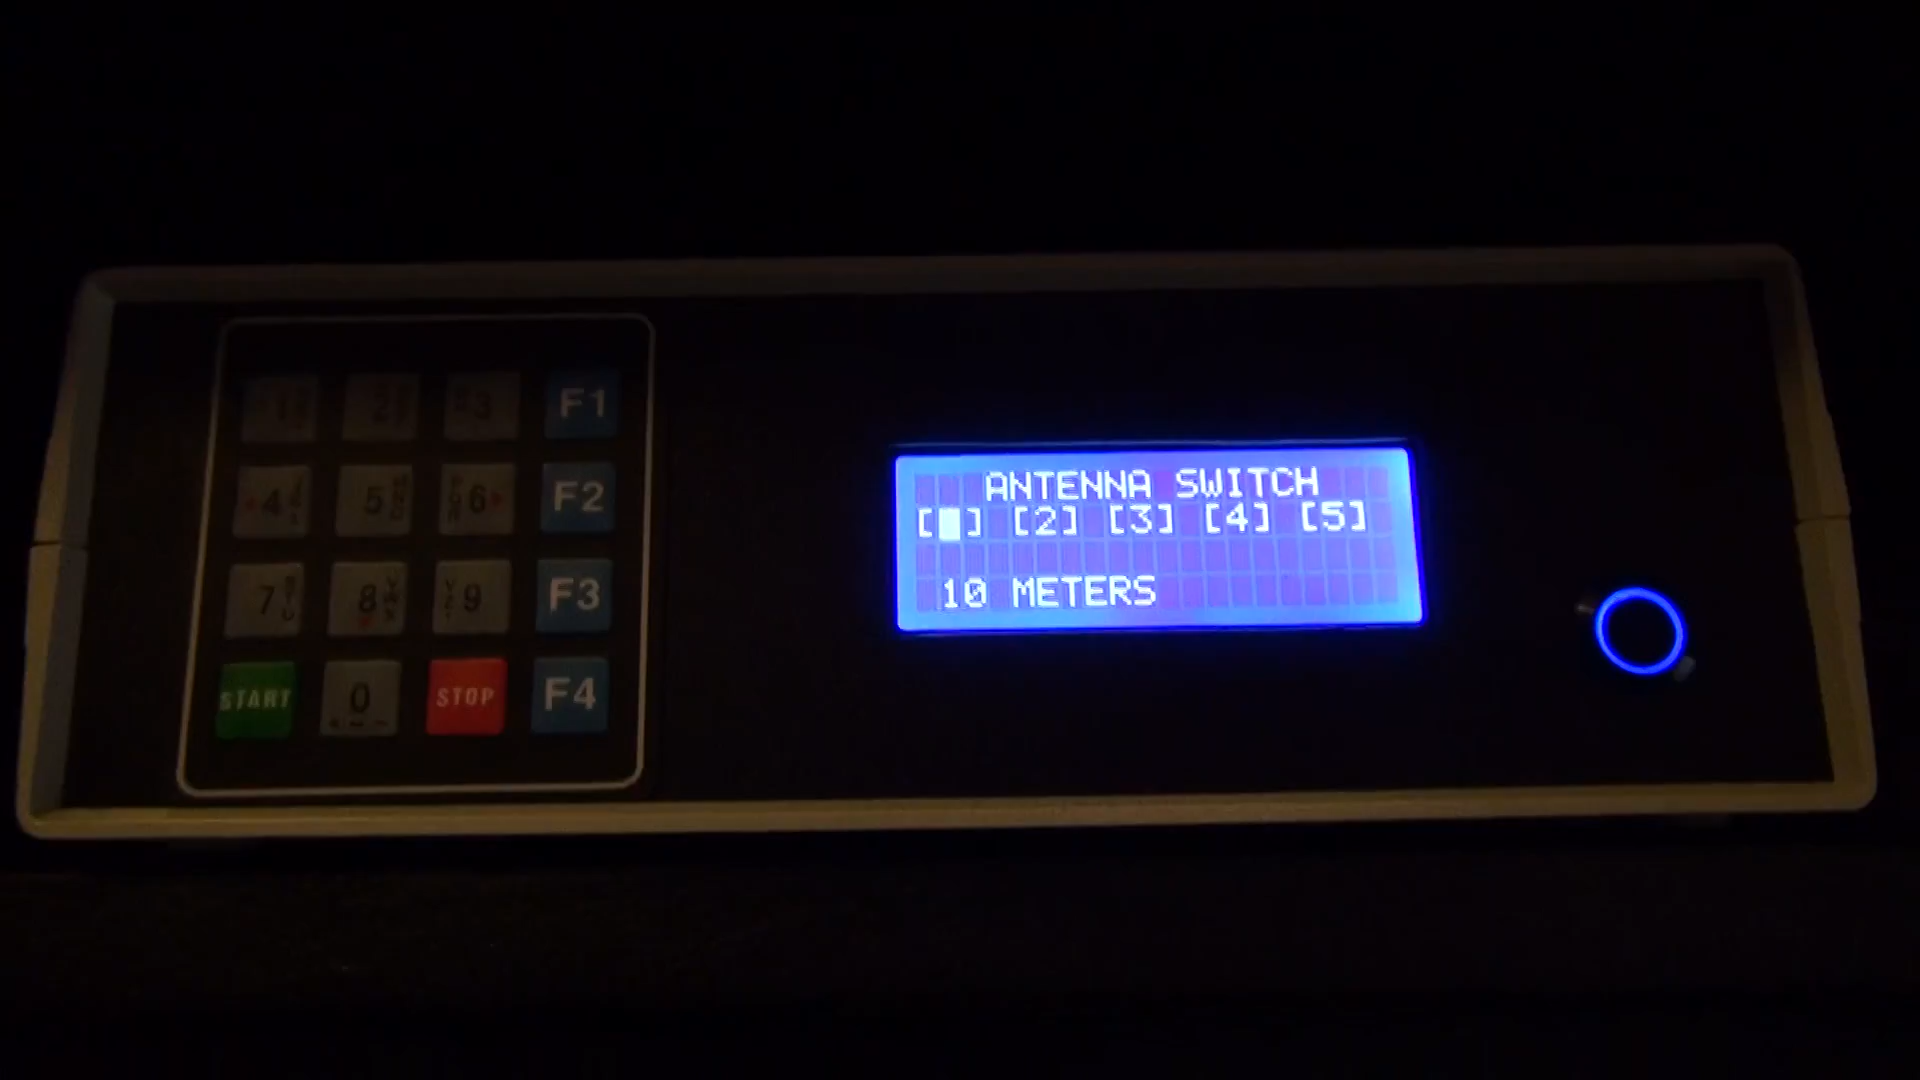 1 2 3 F1
4 5 6 F2
7 8 9 F3
START 0 STOP F4
ANTENNA SWITCH
[█] [2] [3] [4] [5]
10 METERS